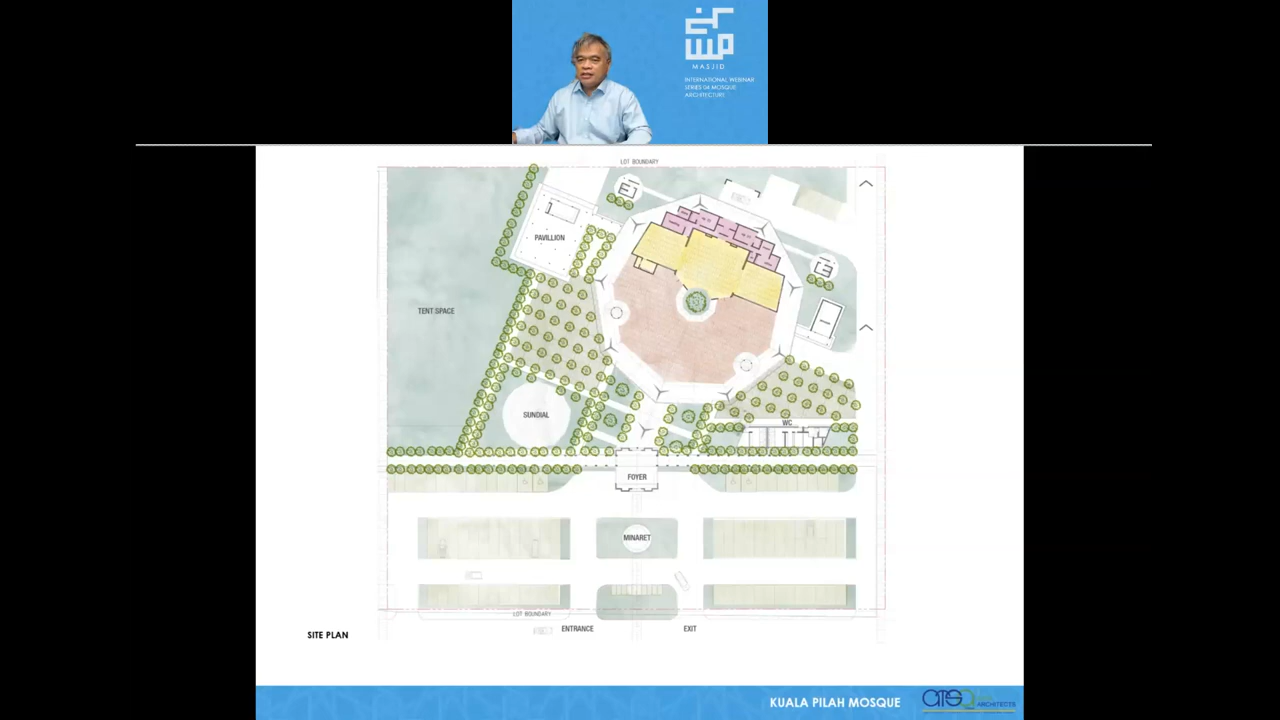 MASJID
INTERNATIONAL WEBINAR
SERIES 04 MOSQUE
ARCHITECTURE
LOT BOUNDARY
PAVILLION
TENT SPACE
SUNDIAL
WC
FOYER
MINARET
LOT BOUNDARY
ENTRANCE
EXIT
SITE PLAN
KUALA PILAH MOSQUE
ARCHITECTS